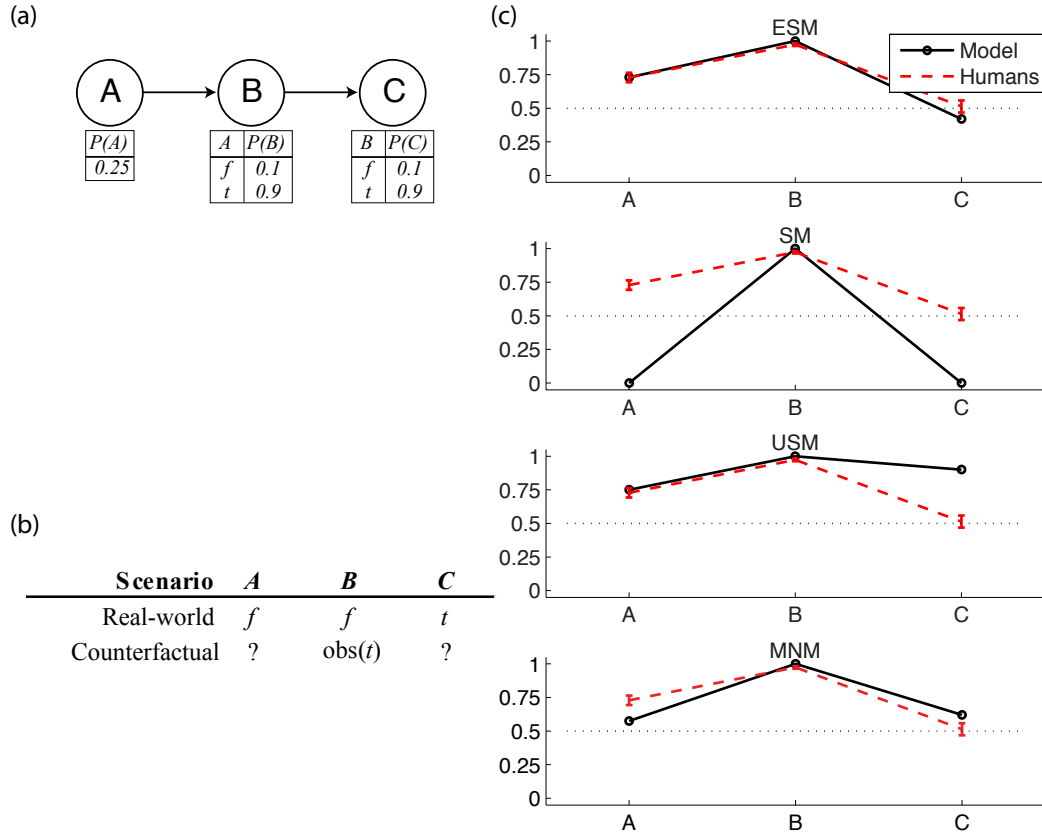 (a)
A B C
P(A)
0.25
A P(B)
f 0.1
t 0.9
B P(C)
f 0.1
t 0.9
(b)
Scenario A B C
Real-world f f t
Counterfactual ? obs(t) ?
(c)
ESM
Model
Humans
1
0.75
0.5
0.25
0
A B C
SM
1
0.75
0.5
0.25
0
A B C
USM
1
0.75
0.5
0.25
0
A B C
MNM
1
0.75
0.5
0.25
0
A B C